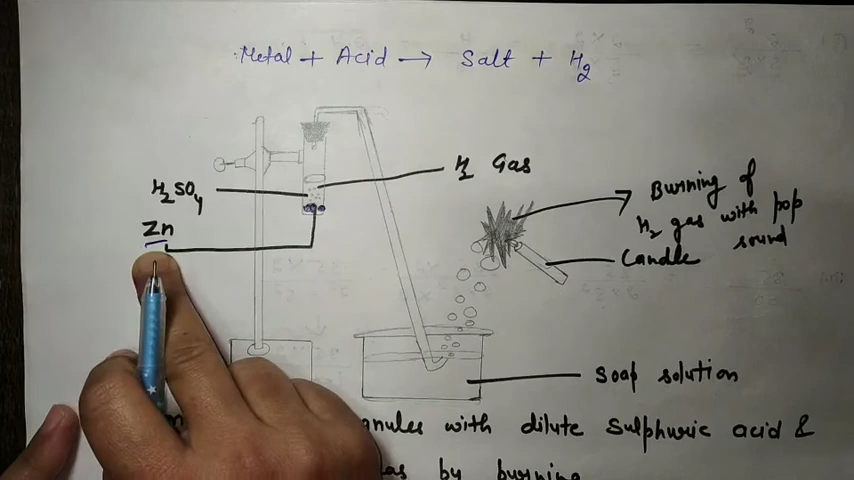 Metal + Acid → Salt + H2
H2 Gas
H2SO4
Zn
Burning of
H2 gas with pop
sound
Candle
Soap solution
with dilute Sulphuric acid &
by burning